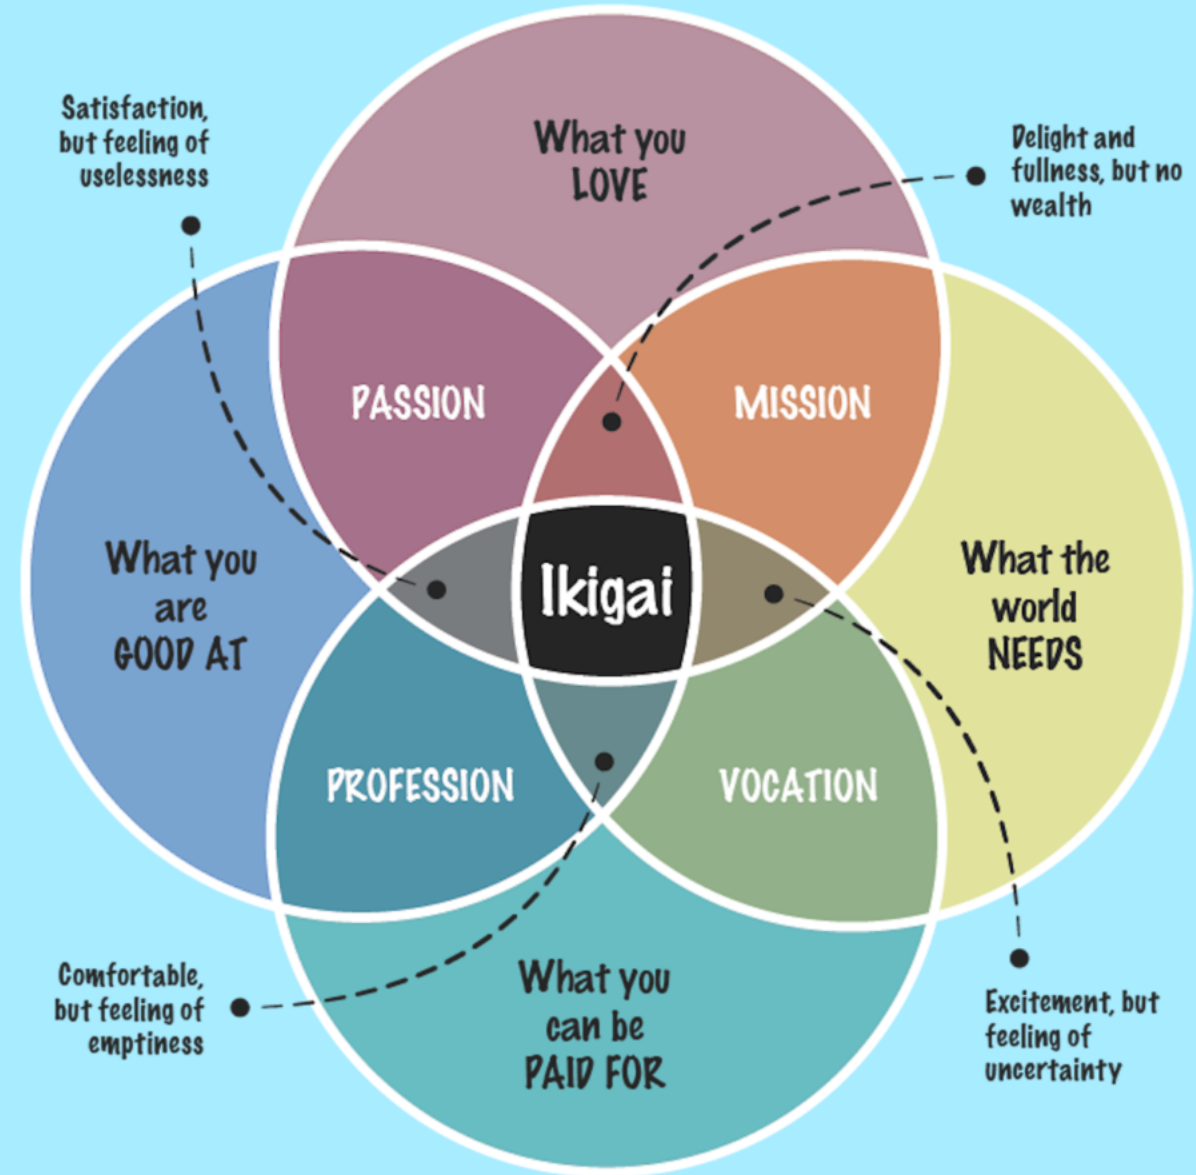 Satisfaction,
but feeling of
uselessness
What you
LOVE
Delight and
fullness, but no
wealth
PASSION
MISSION
What you
are
GOOD AT
Ikigai
What the
world
NEEDS
PROFESSION
VOCATION
Comfortable,
but feeling of
emptiness
What you
can be
PAID FOR
Excitement, but
feeling of
uncertainty